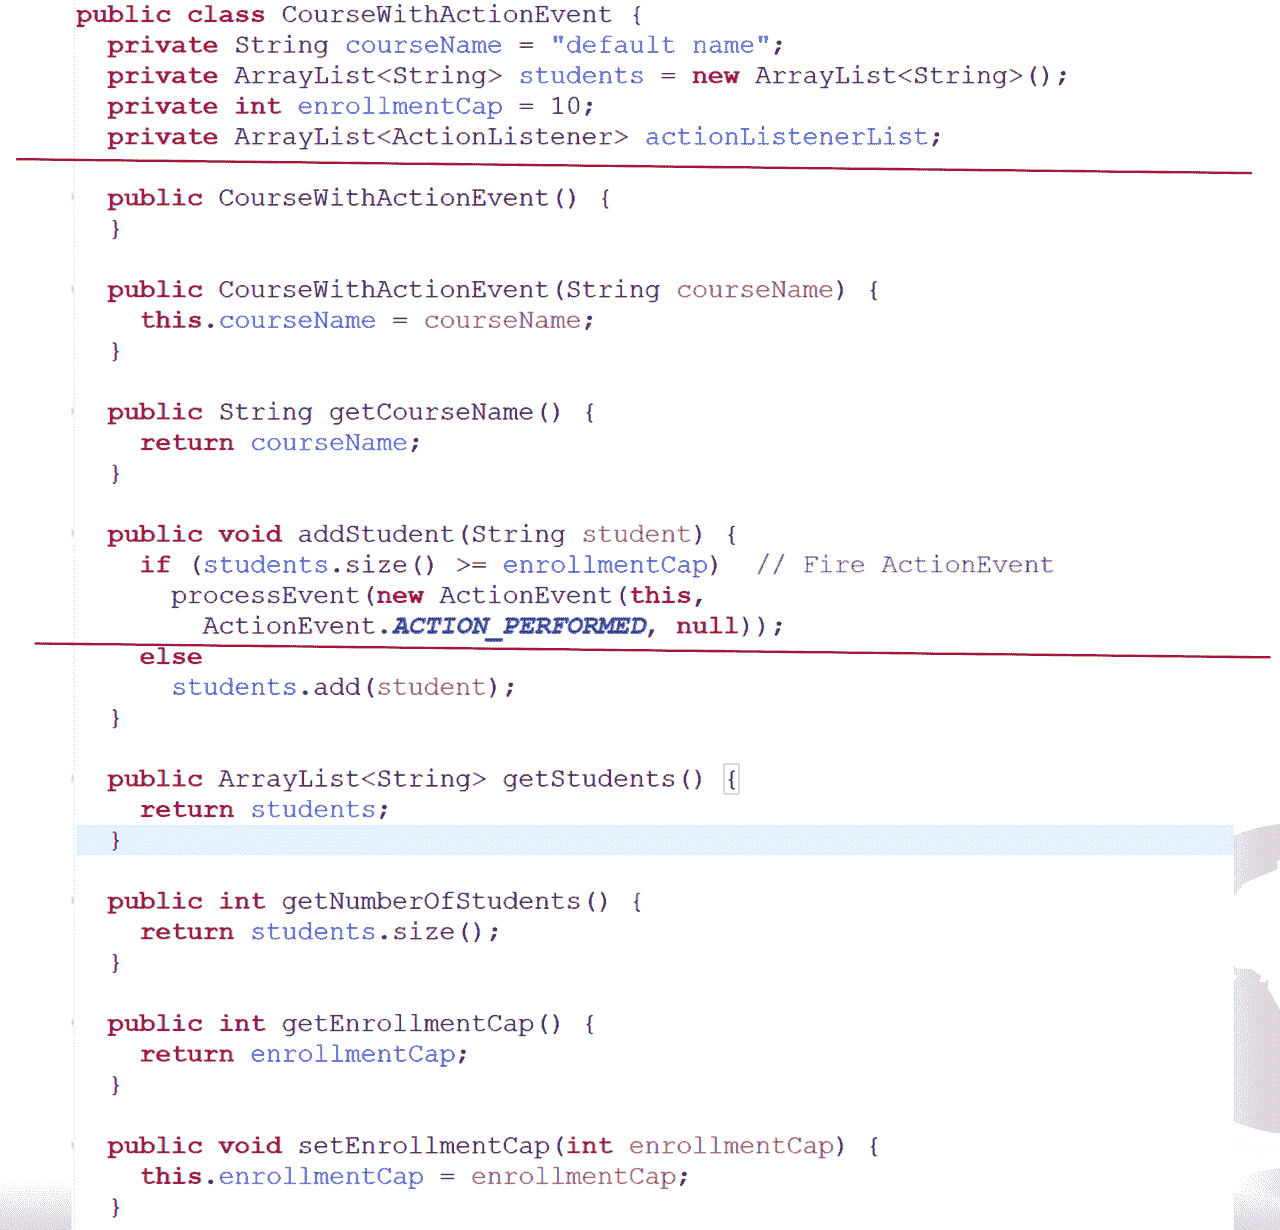 public class CourseWithActionEvent {
private String courseName = "default name";
private ArrayList<String> students = new ArrayList<String>();
private int enrollmentCap = 10;
private ArrayList<ActionListener> actionListenerList;
public CourseWithActionEvent() {
}
public CourseWithActionEvent(String courseName) {
this.courseName = courseName;
}
public String getCourseName() {
return courseName;
}
public void addStudent(String student) {
if (students.size() >= enrollmentCap) // Fire ActionEvent
processEvent(new ActionEvent(this,
ActionEvent.ACTION_PERFORMED, null));
else
students.add(student);
}
public ArrayList<String> getStudents() {
return students;
}
public int getNumberOfStudents() {
return students.size();
}
public int getEnrollmentCap() {
return enrollmentCap;
}
public void setEnrollmentCap(int enrollmentCap) {
this.enrollmentCap = enrollmentCap;
}